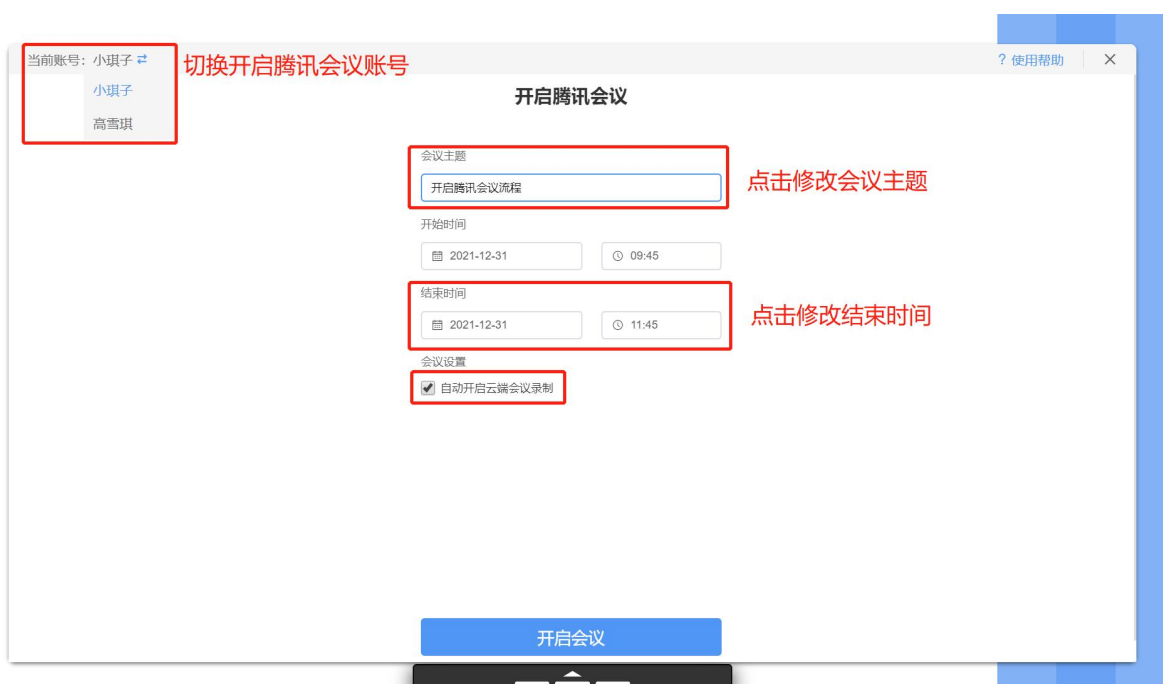 当前账号：小琪子
切换开启腾讯会议账号
? 使用帮助
小琪子
高雪琪
开启腾讯会议
会议主题
开启腾讯会议流程
点击修改会议主题
开始时间
2021-12-31
09:45
结束时间
2021-12-31
11:45
点击修改结束时间
会议设置
自动开启云端会议录制
开启会议